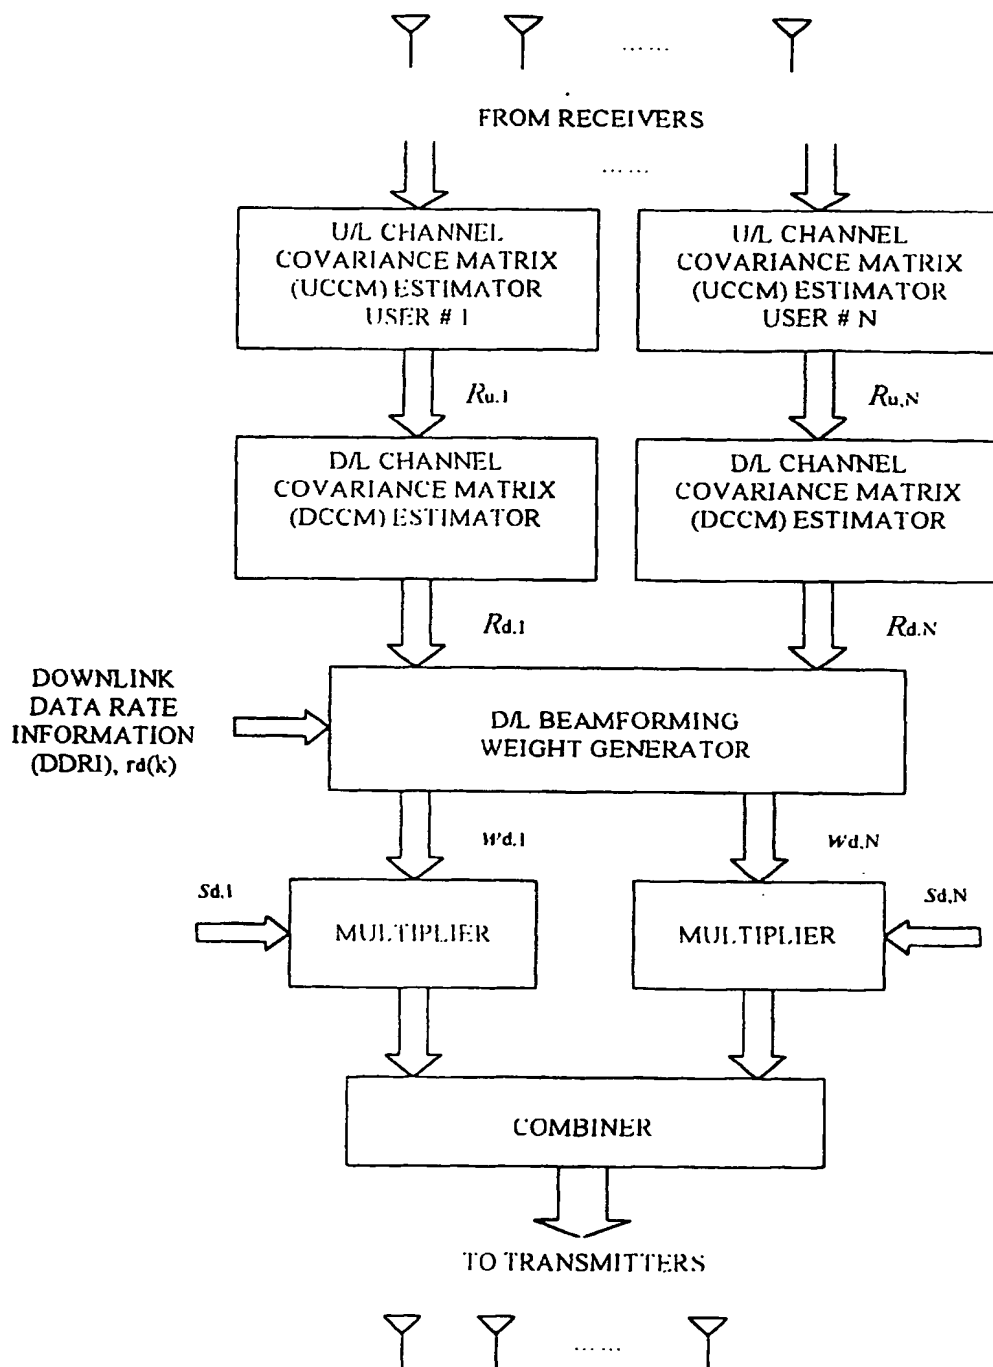 ......
FROM RECEIVERS
......
U/L CHANNEL
COVARIANCE MATRIX
(UCCM) ESTIMATOR
USER # 1
U/L CHANNEL
COVARIANCE MATRIX
(UCCM) ESTIMATOR
USER # N
Ru,1
Ru,N
D/L CHANNEL
COVARIANCE MATRIX
(DCCM) ESTIMATOR
D/L CHANNEL
COVARIANCE MATRIX
(DCCM) ESTIMATOR
Rd,1
Rd,N
DOWNLINK
DATA RATE
INFORMATION
(DDRI), rd(k)
D/L BEAMFORMING
WEIGHT GENERATOR
wd,1
wd,N
sd,1
MULTIPLIER
MULTIPLIER
sd,N
COMBINER
TO TRANSMITTERS
......